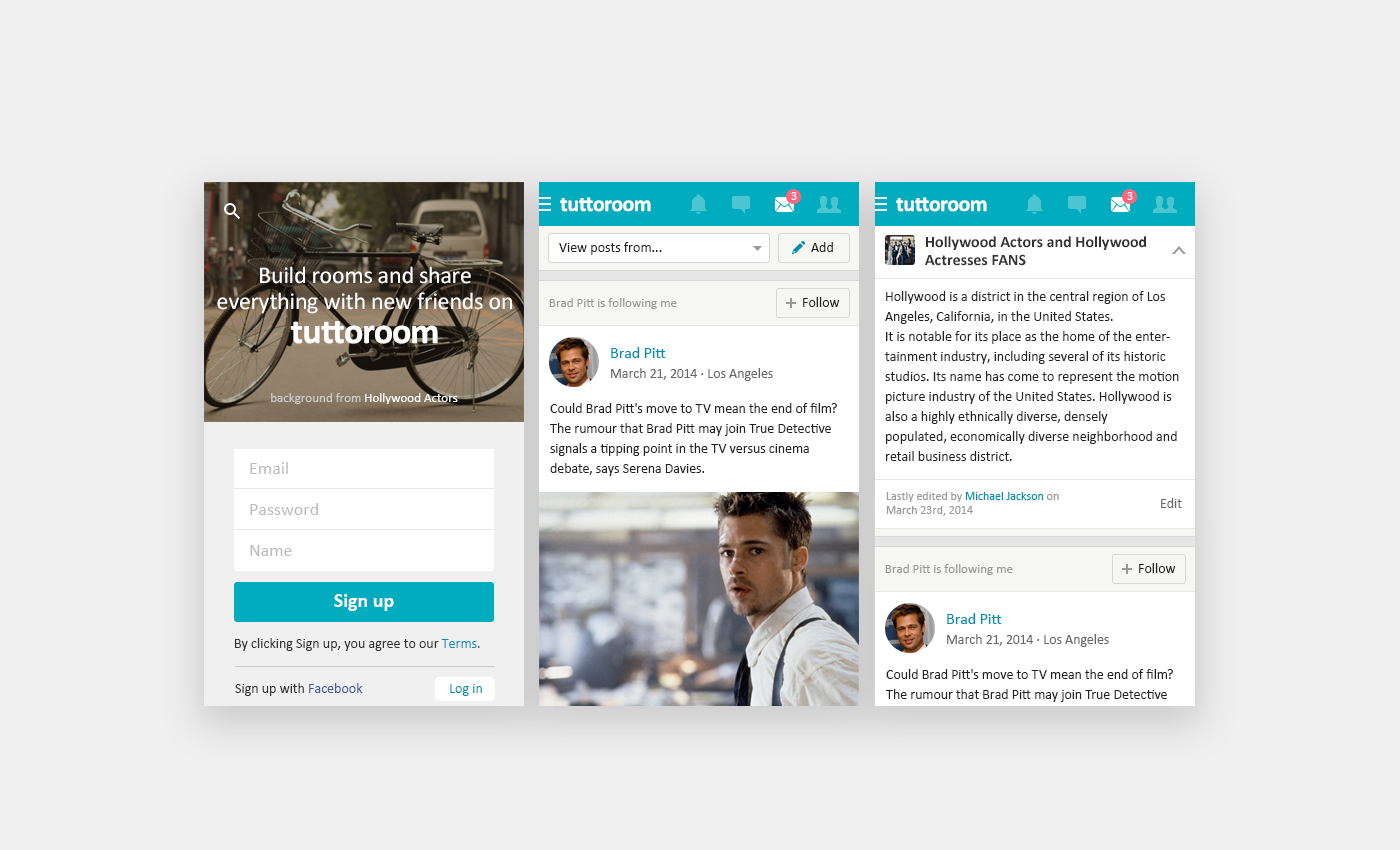 Build rooms and share
everything with new friends on
tuttoroom
background from Hollywood Actors
Email
Password
Name
Sign up
By clicking Sign up, you agree to our Terms.
Sign up with Facebook
Log in
tuttoroom
3
View posts from...
Add
Brad Pitt is following me
+ Follow
Brad Pitt
March 21, 2014 · Los Angeles
Could Brad Pitt's move to TV mean the end of film?
The rumour that Brad Pitt may join True Detective
signals a tipping point in the TV versus cinema
debate, says Serena Davies.
tuttoroom
3
Hollywood Actors and Hollywood
Actresses FANS
Hollywood is a district in the central region of Los
Angeles, California, in the United States.
It is notable for its place as the home of the enter-
tainment industry, including several of its historic
studios. Its name has come to represent the motion
picture industry of the United States. Hollywood is
also a highly ethnically diverse, densely
populated, economically diverse neighborhood and
retail business district.
Lastly edited by Michael Jackson on
March 23rd, 2014
Edit
Brad Pitt is following me
+ Follow
Brad Pitt
March 21, 2014 · Los Angeles
Could Brad Pitt's move to TV mean the end of film?
The rumour that Brad Pitt may join True Detective